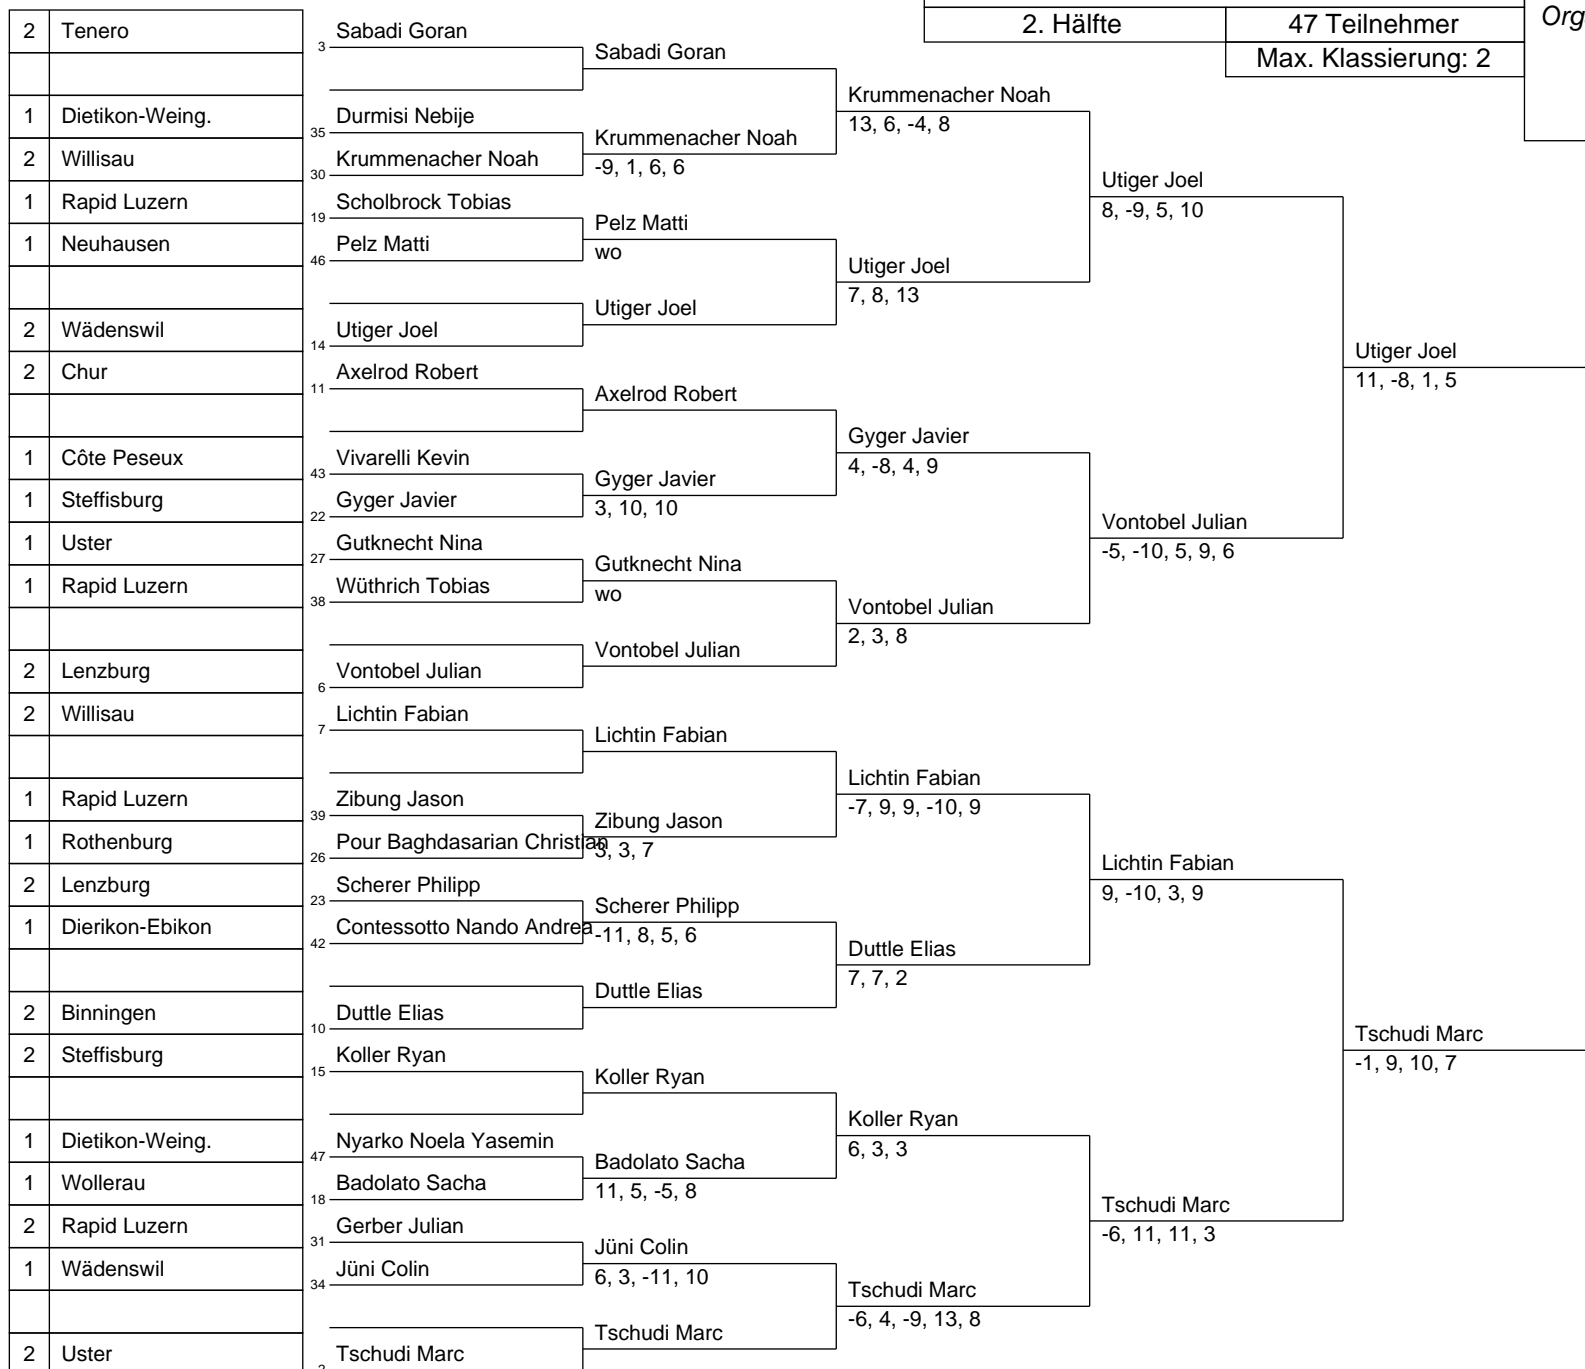 Org
2. Hälfte 47 Teilnehmer
Max. Klassierung: 2
2 Tenero 3 Sabadi Goran
Sabadi Goran
Krummenacher Noah
13, 6, -4, 8
1 Dietikon-Weing. 35 Durmisi Nebije
Krummenacher Noah
-9, 1, 6, 6
2 Willisau 30 Krummenacher Noah
Utiger Joel
8, -9, 5, 10
1 Rapid Luzern 19 Scholbrock Tobias
Pelz Matti
wo
1 Neuhausen 46 Pelz Matti
Utiger Joel
7, 8, 13
Utiger Joel
2 Wädenswil 14 Utiger Joel
Utiger Joel
11, -8, 1, 5
2 Chur 11 Axelrod Robert
Axelrod Robert
Gyger Javier
4, -8, 4, 9
1 Côte Peseux 43 Vivarelli Kevin
Gyger Javier
3, 10, 10
1 Steffisburg 22 Gyger Javier
Vontobel Julian
-5, -10, 5, 9, 6
1 Uster 27 Gutknecht Nina
Gutknecht Nina
wo
1 Rapid Luzern 38 Wüthrich Tobias
Vontobel Julian
2, 3, 8
Vontobel Julian
2 Lenzburg 6 Vontobel Julian
2 Willisau 7 Lichtin Fabian
Lichtin Fabian
Lichtin Fabian
-7, 9, 9, -10, 9
1 Rapid Luzern 39 Zibung Jason
Zibung Jason
3, 3, 7
1 Rothenburg 26 Pour Baghdasarian Christian
Lichtin Fabian
9, -10, 3, 9
2 Lenzburg 23 Scherer Philipp
Scherer Philipp
-11, 8, 5, 6
1 Dierikon-Ebikon 42 Contessotto Nando Andrea
Duttle Elias
7, 7, 2
Duttle Elias
2 Binningen 10 Duttle Elias
Tschudi Marc
-1, 9, 10, 7
2 Steffisburg 15 Koller Ryan
Koller Ryan
Koller Ryan
6, 3, 3
1 Dietikon-Weing. 47 Nyarko Noela Yasemin
Badolato Sacha
11, 5, -5, 8
1 Wollerau 18 Badolato Sacha
Tschudi Marc
-6, 11, 11, 3
2 Rapid Luzern 31 Gerber Julian
Jüni Colin
6, 3, -11, 10
1 Wädenswil 34 Jüni Colin
Tschudi Marc
-6, 4, -9, 13, 8
Tschudi Marc
2 Uster Tschudi Marc